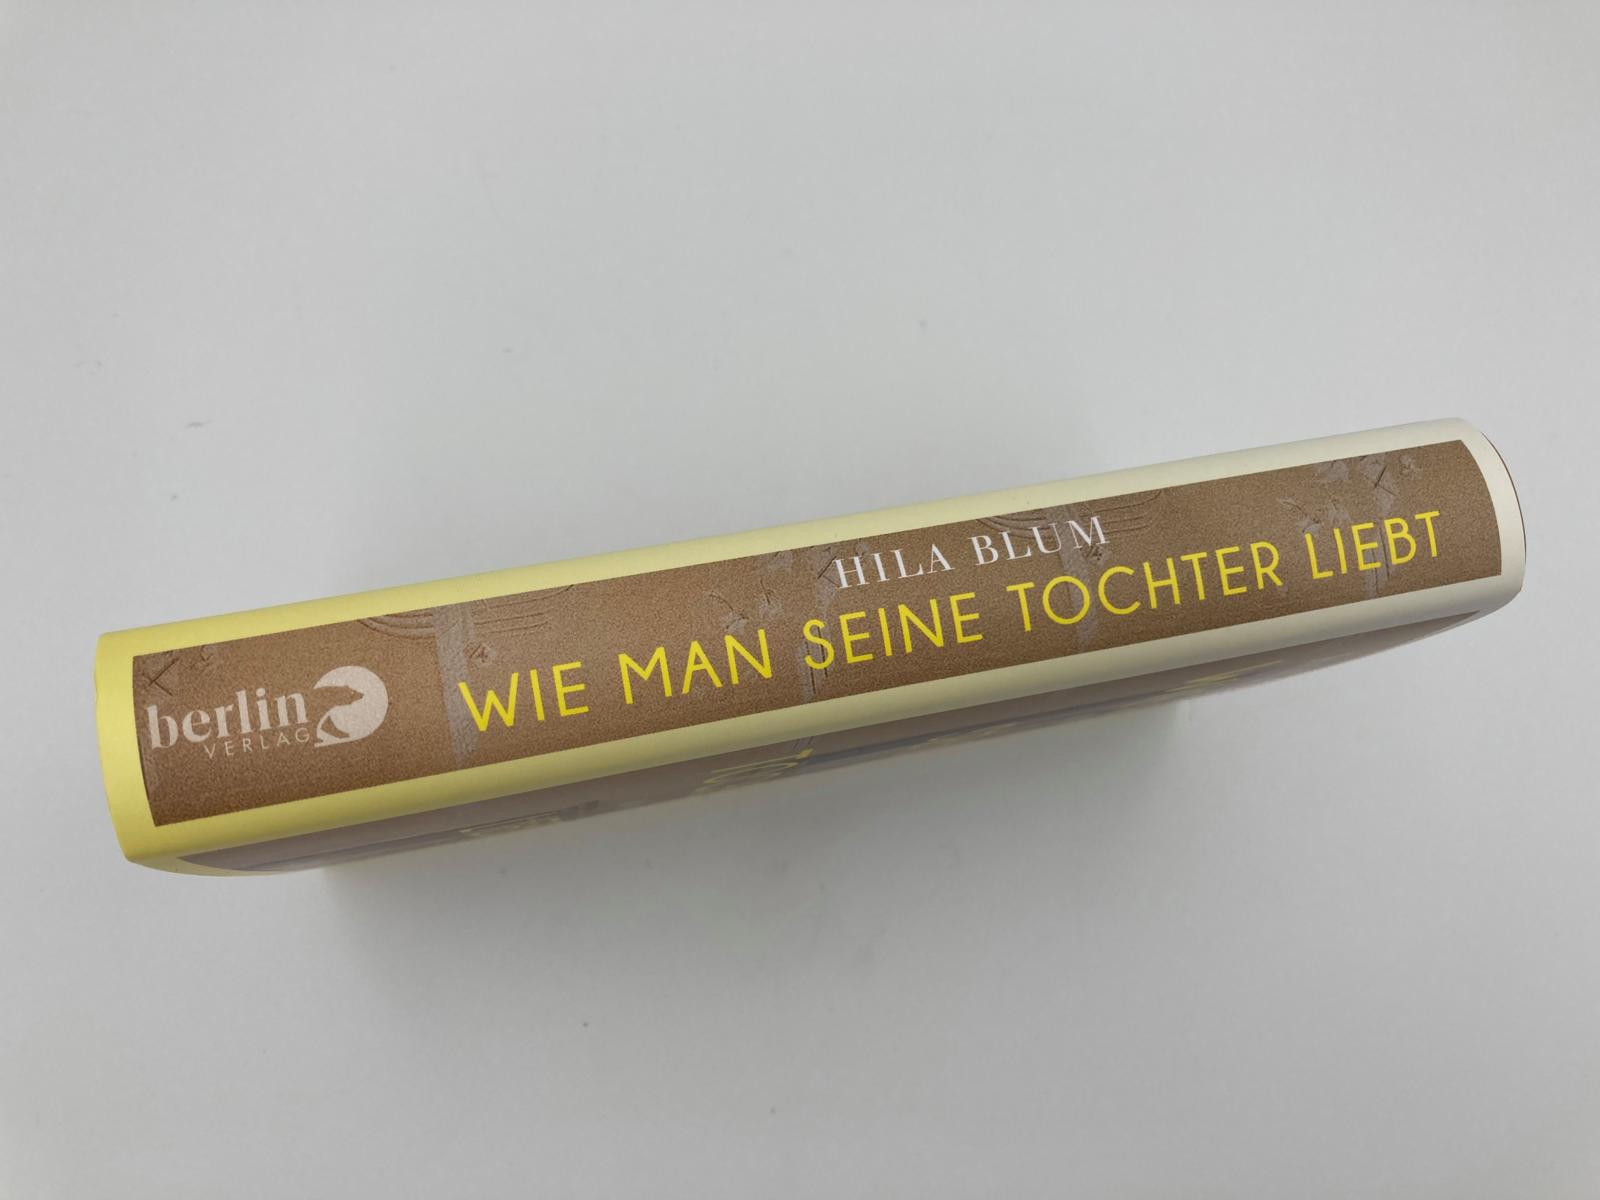 HILA BLUM
WIE MAN SEINE TOCHTER LIEBT
berlin
VERLAG